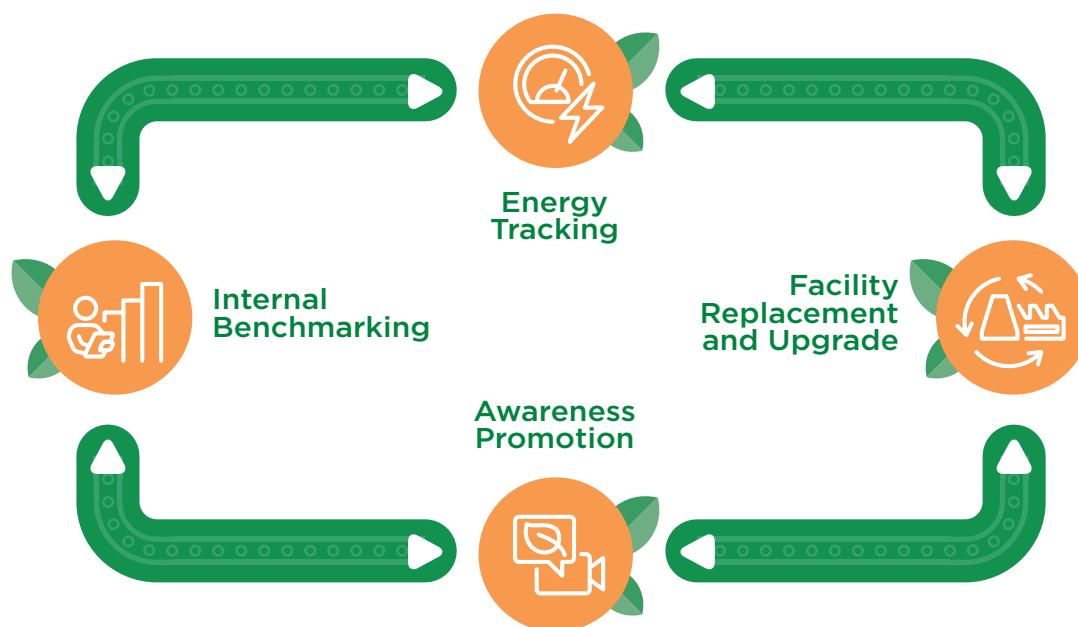 Energy
Tracking
Internal
Benchmarking
Facility
Replacement
and Upgrade
Awareness
Promotion